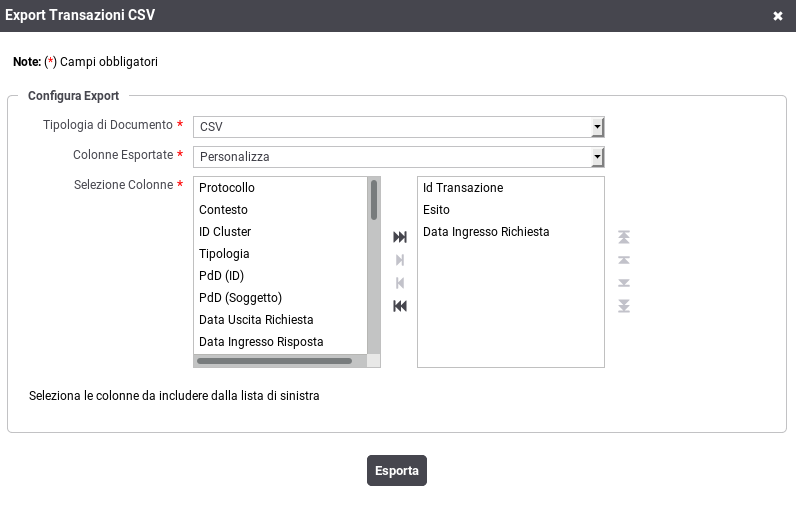 Export Transazioni CSV
Note: (*) Campi obbligatori
Configura Export
Tipologia di Documento * CSV
Colonne Esportate * Personalizza
Selezione Colonne *
Protocollo
Contesto
ID Cluster
Tipologia
PdD (ID)
PdD (Soggetto)
Data Uscita Richiesta
Data Ingresso Risposta
Id Transazione
Esito
Data Ingresso Richiesta
Seleziona le colonne da includere dalla lista di sinistra
Esporta